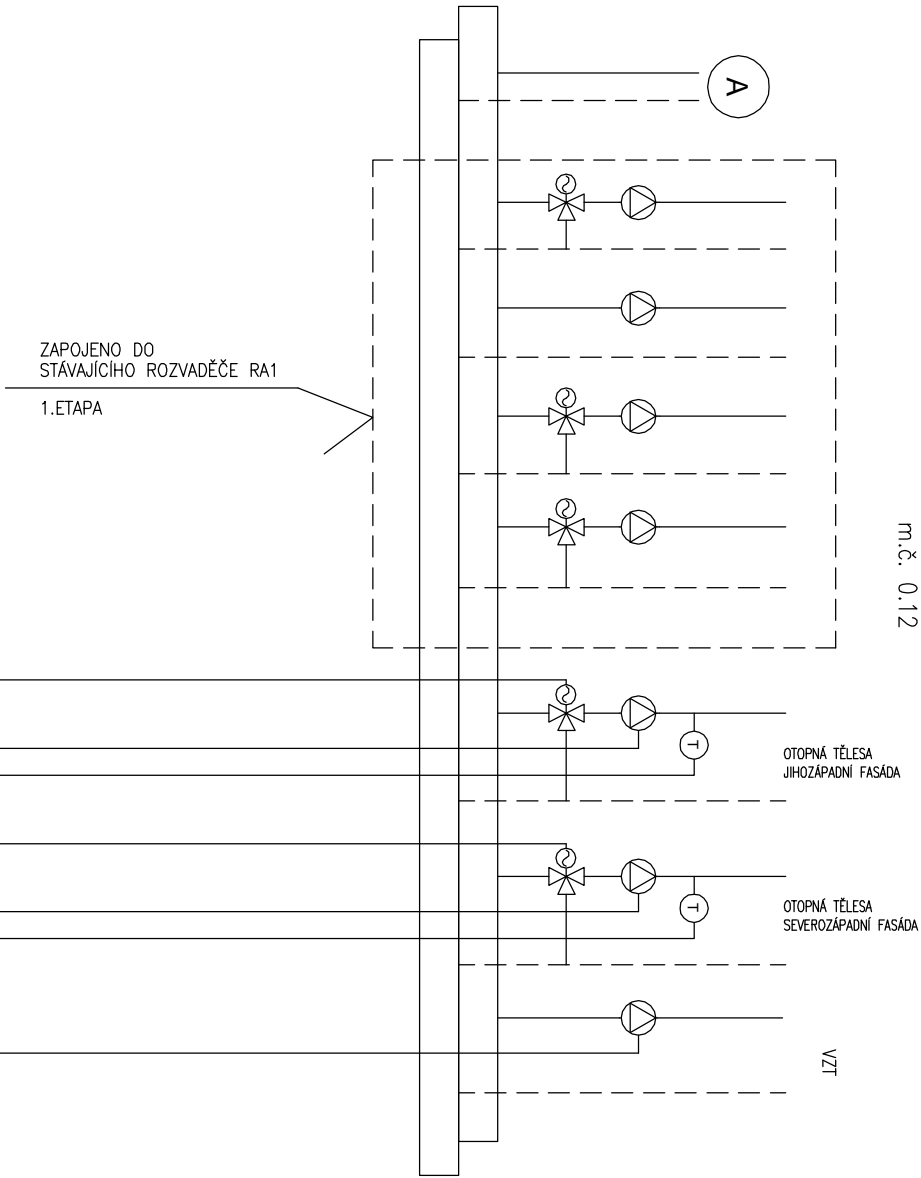 A
ZAPOJENO DO
STÁVAJÍCÍHO ROZVADĚČE RA1
1.ETAPA
m.č. 0.12
T
OTOPNÁ TĚLESA
JIHOZÁPADNÍ FASÁDA
T
OTOPNÁ TĚLESA
SEVEROZÁPADNÍ FASÁDA
VZT